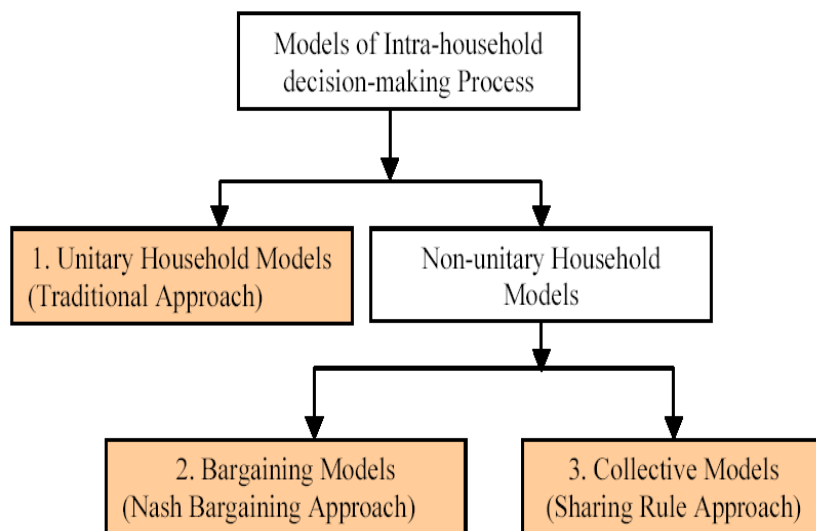 Models of Intra-household
decision-making Process
1. Unitary Household Models
(Traditional Approach)
Non-unitary Household
Models
2. Bargaining Models
(Nash Bargaining Approach)
3. Collective Models
(Sharing Rule Approach)